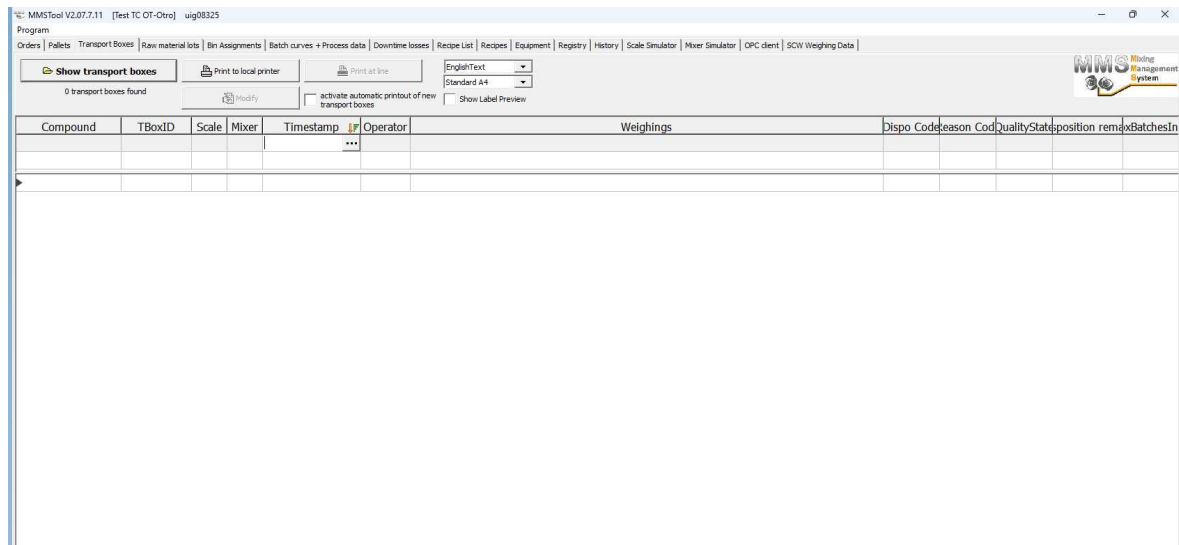 MMSTool V2.07.7.11 [Test TC OT-Otro] uig08325
Program
Orders Pallets Transport Boxes Raw material lots Bin Assignments Batch curves + Process data Downtime losses Recipe List Recipes Equipment Registry History Scale Simulator Mixer Simulator OPC client SCW Weighing Data
Show transport boxes
0 transport boxes found
Print to local printer
Modify
Print at line
activate automatic printout of new
transport boxes
EnglishText
Standard A4
Show Label Preview
MMS Mixing
Management
System
Compound TBoxID Scale Mixer Timestamp Operator Weighings Dispo Code eason Cod QualityState sposition rema xBatchesIn
...